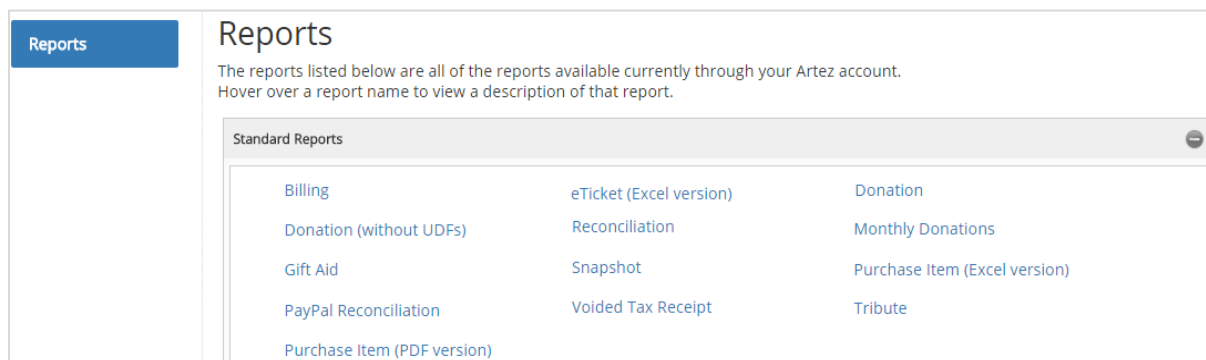 Reports
Reports
The reports listed below are all of the reports available currently through your Artez account.
Hover over a report name to view a description of that report.
Standard Reports
Billing
eTicket (Excel version)
Donation
Donation (without UDFs)
Reconciliation
Monthly Donations
Gift Aid
Snapshot
Purchase Item (Excel version)
PayPal Reconciliation
Voided Tax Receipt
Tribute
Purchase Item (PDF version)